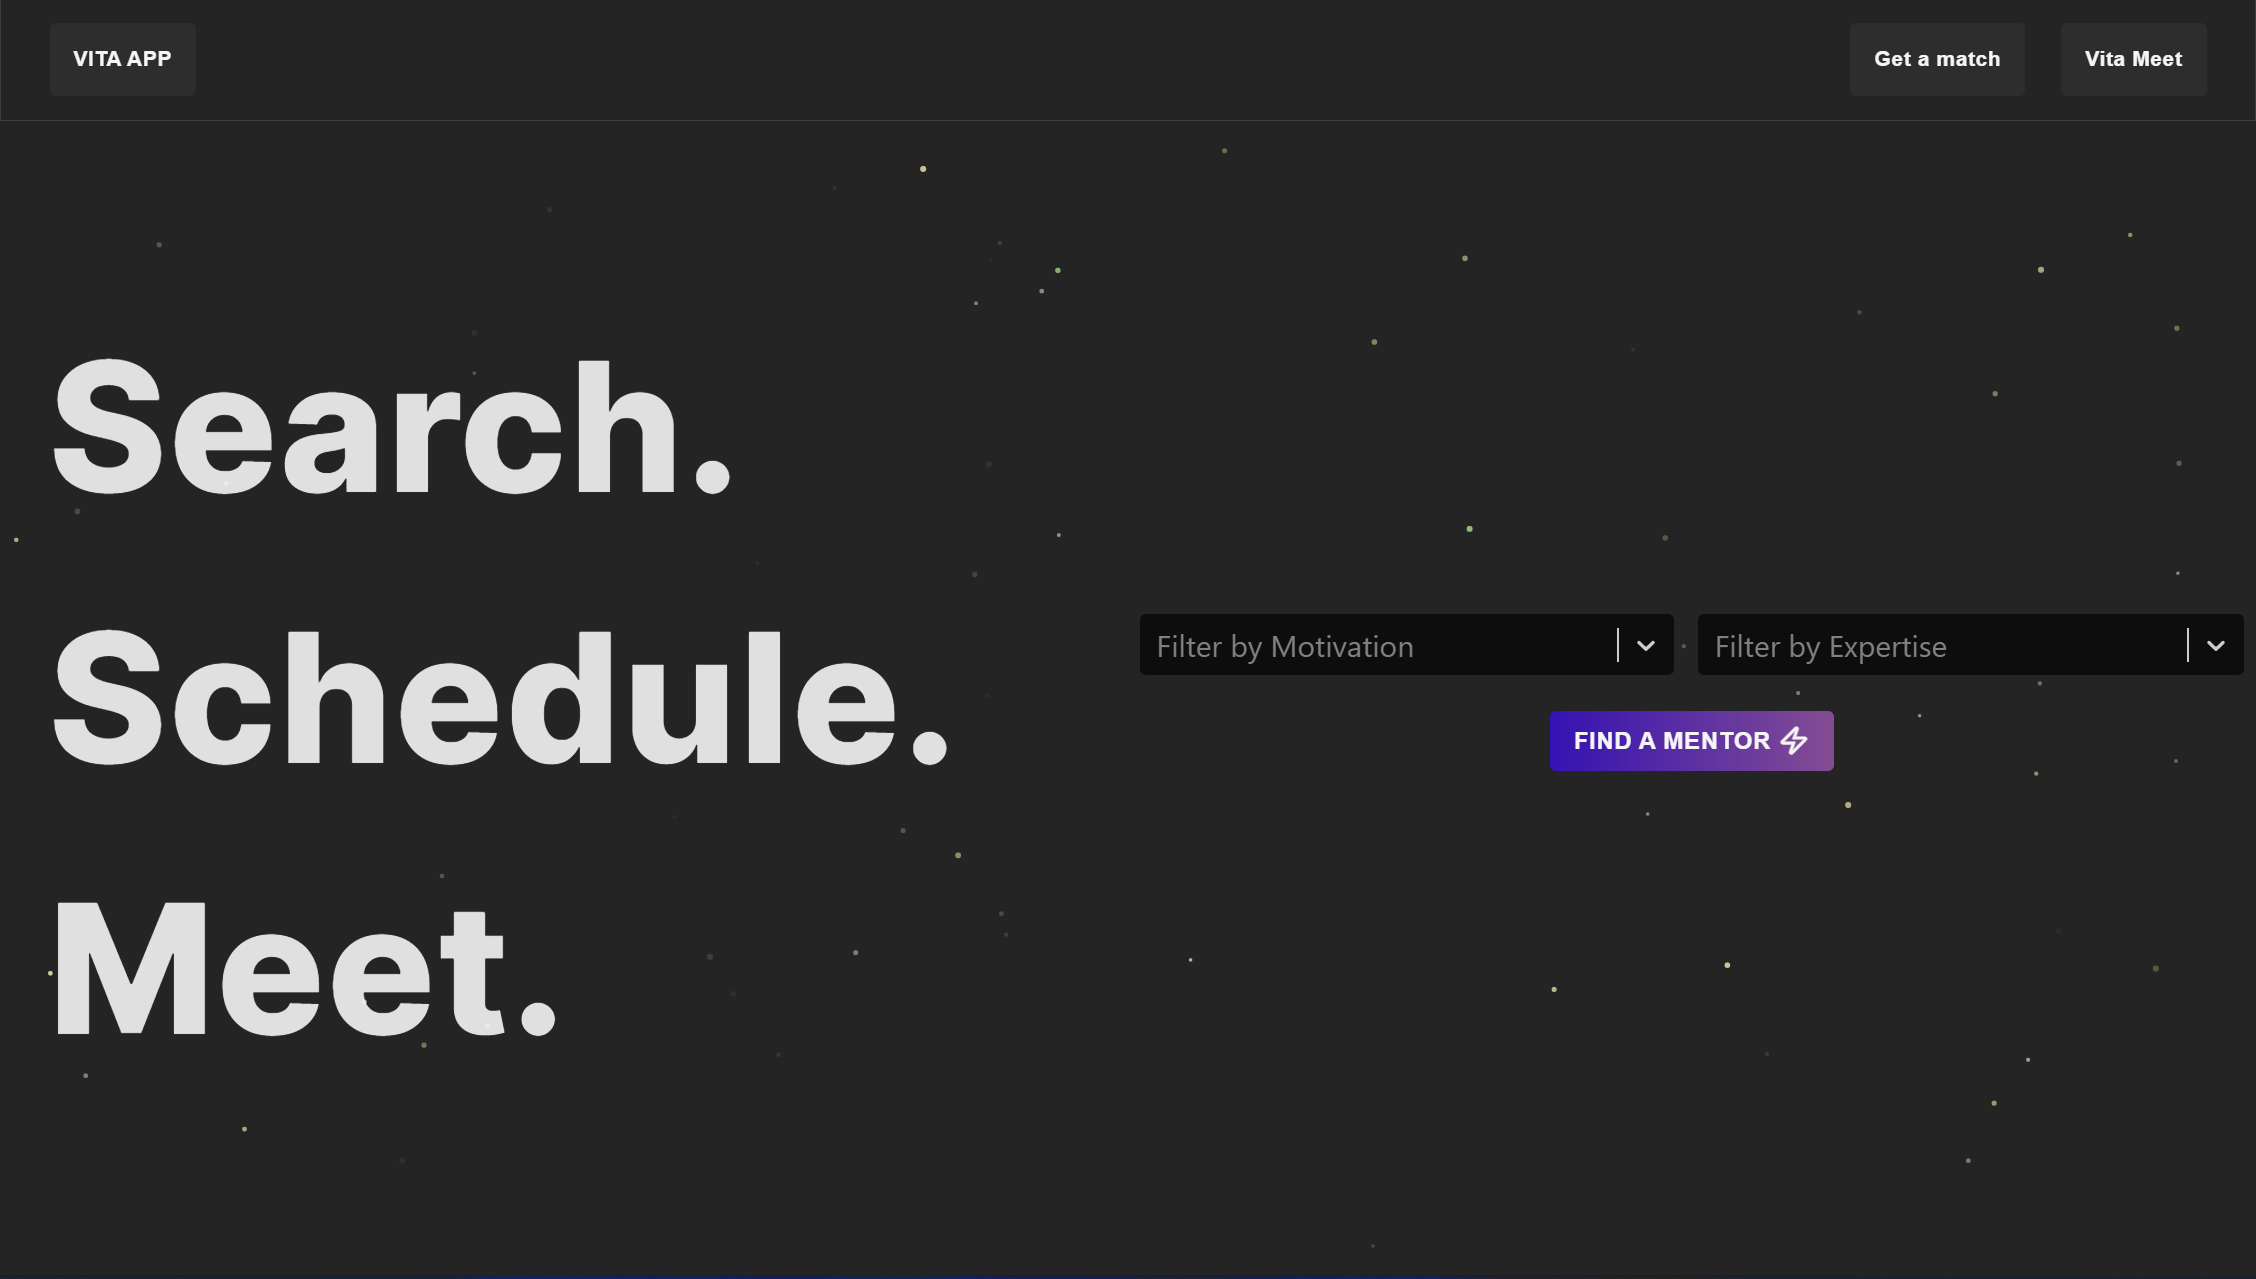 VITA APP
Get a match
Vita Meet
Search.
Schedule.
Meet.
Filter by Motivation
Filter by Expertise
FIND A MENTOR